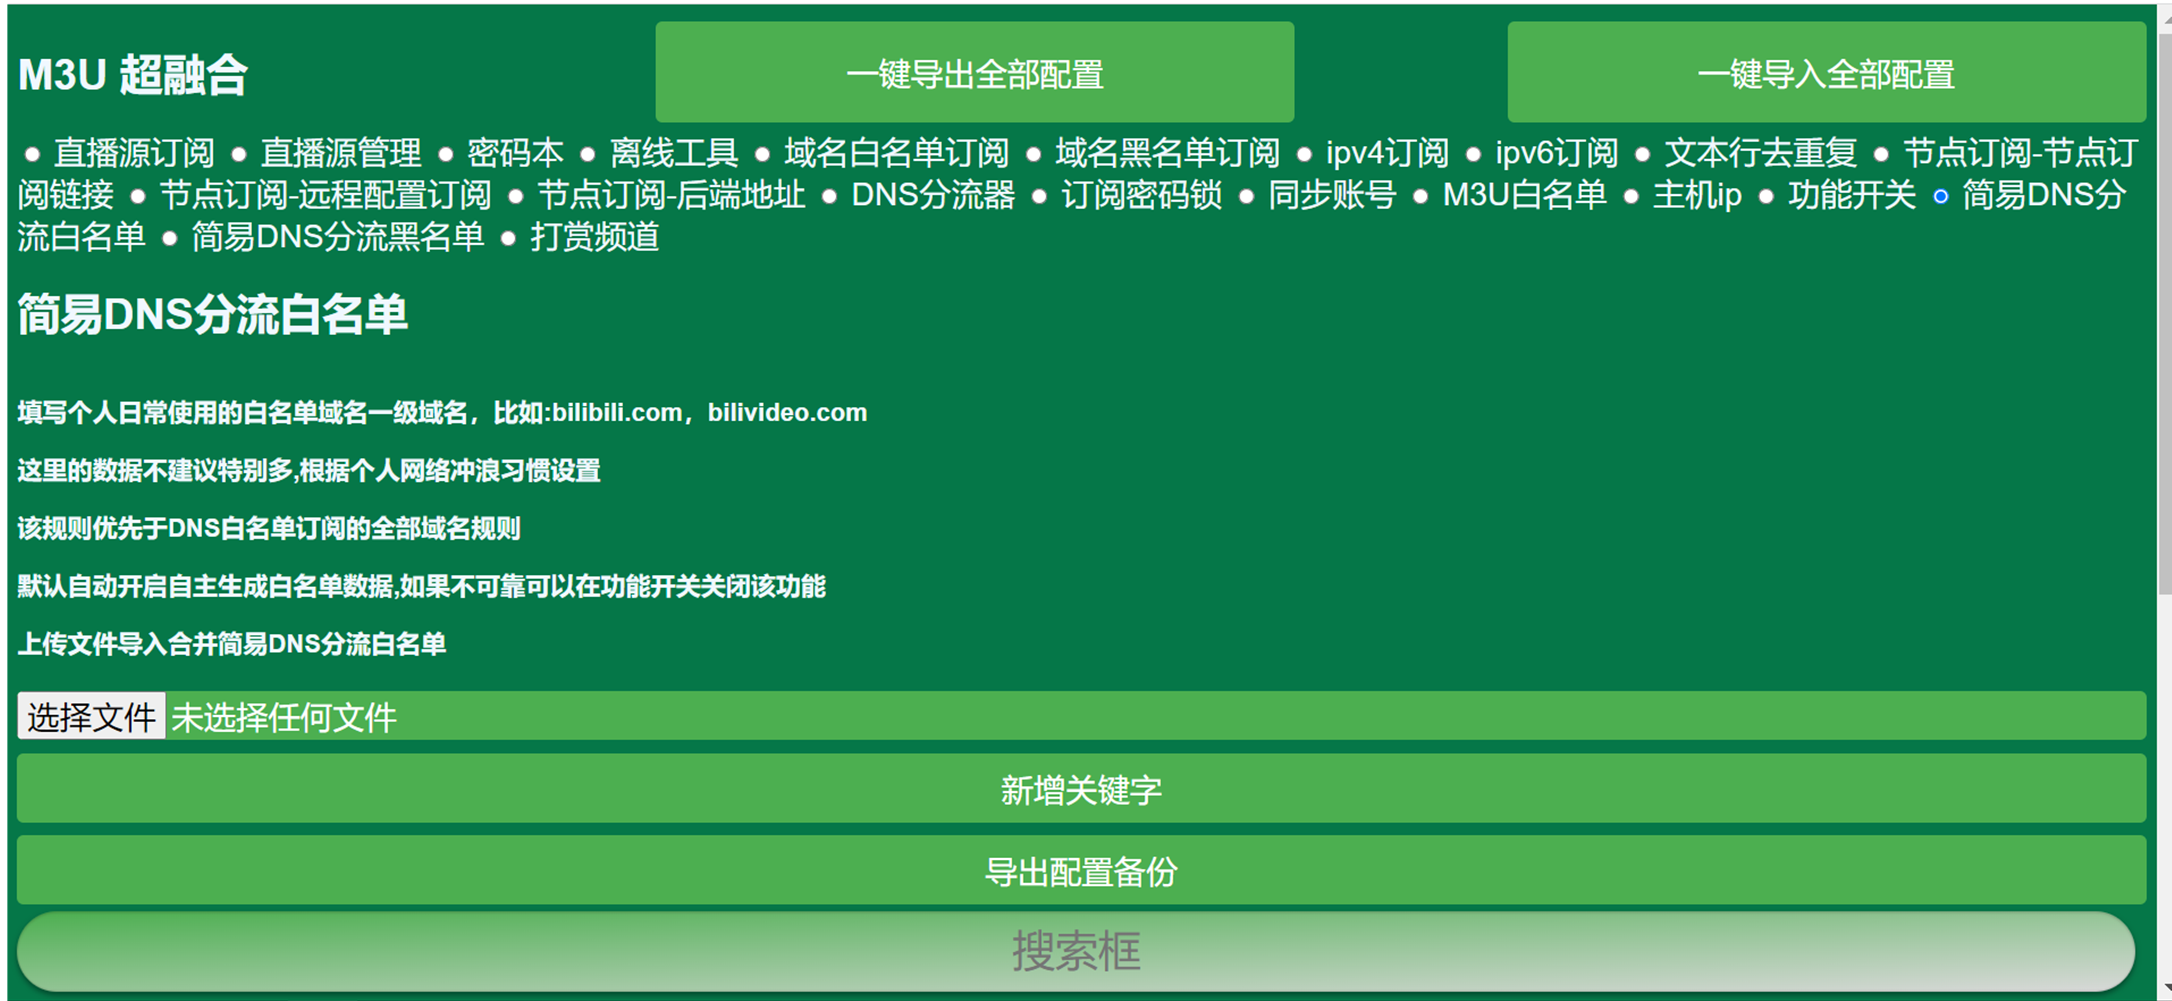 M3U 超融合
一键导出全部配置
一键导入全部配置
直播源订阅 直播源管理 密码本 离线工具 域名白名单订阅 域名黑名单订阅 ipv4订阅 ipv6订阅 文本行去重复 节点订阅-节点订
阅链接 节点订阅-远程配置订阅 节点订阅-后端地址 DNS分流器 订阅密码锁 同步账号 M3U白名单 主机ip 功能开关 简易DNS分
流白名单 简易DNS分流黑名单 打赏频道
简易DNS分流白名单
填写个人日常使用的白名单域名一级域名，比如:bilibili.com，bilivideo.com
这里的数据不建议特别多,根据个人网络冲浪习惯设置
该规则优先于DNS白名单订阅的全部域名规则
默认自动开启自主生成白名单数据,如果不可靠可以在功能开关关闭该功能
上传文件导入合并简易DNS分流白名单
选择文件 未选择任何文件
新增关键字
导出配置备份
搜索框